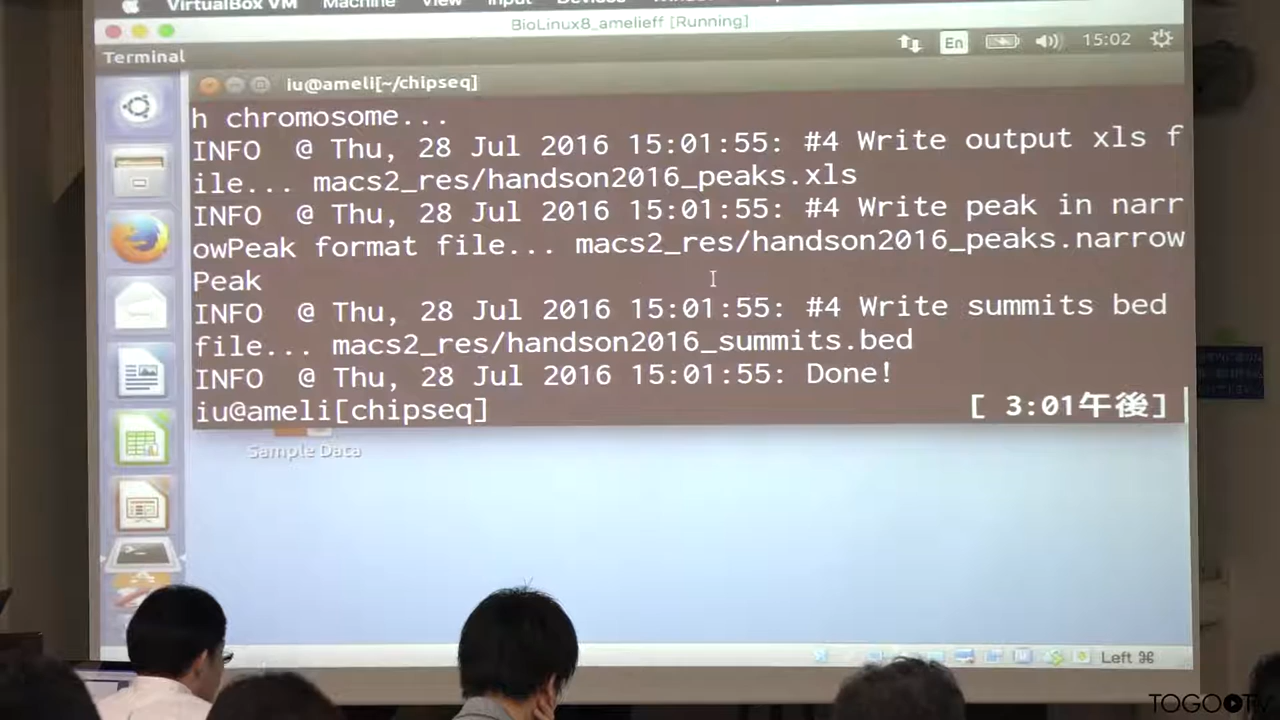 VirtualBox VM Machine View Input Devices
BioLinux8_amelieff [Running]
Terminal
En
15:02
iu@ameli[~/chipseq]
h chromosome...
INFO @ Thu, 28 Jul 2016 15:01:55: #4 Write output xls f
ile... macs2_res/handson2016_peaks.xls
INFO @ Thu, 28 Jul 2016 15:01:55: #4 Write peak in narr
owPeak format file... macs2_res/handson2016_peaks.narrow
Peak
INFO @ Thu, 28 Jul 2016 15:01:55: #4 Write summits bed
file... macs2_res/handson2016_summits.bed
INFO @ Thu, 28 Jul 2016 15:01:55: Done!
iu@ameli[chipseq] [ 3:01午後]
Sample Data
Left ⌘
TOGOTV